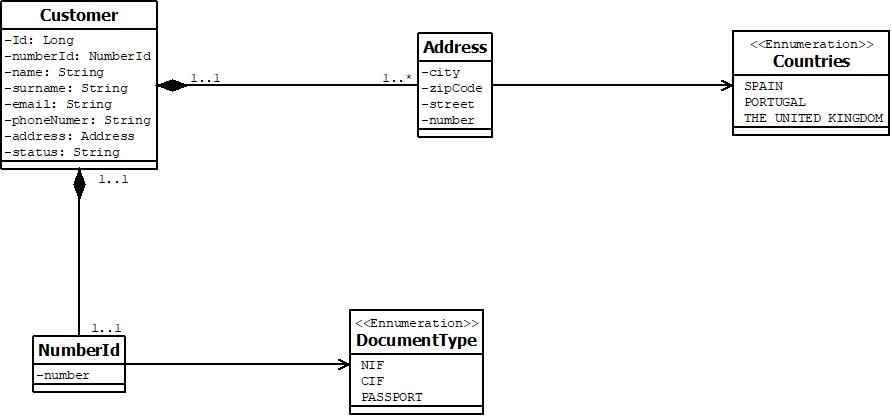 Customer
-Id: Long
-numberId: NumberId
-name: String
-surname: String
-email: String
-phoneNumer: String
-address: Address
-status: String
1..1
1..*
Address
-city
-zipCode
-street
-number
<<Ennumeration>>
Countries
SPAIN
PORTUGAL
THE UNITED KINGDOM
1..1
1..1
NumberId
-number
<<Ennumeration>>
DocumentType
NIF
CIF
PASSPORT